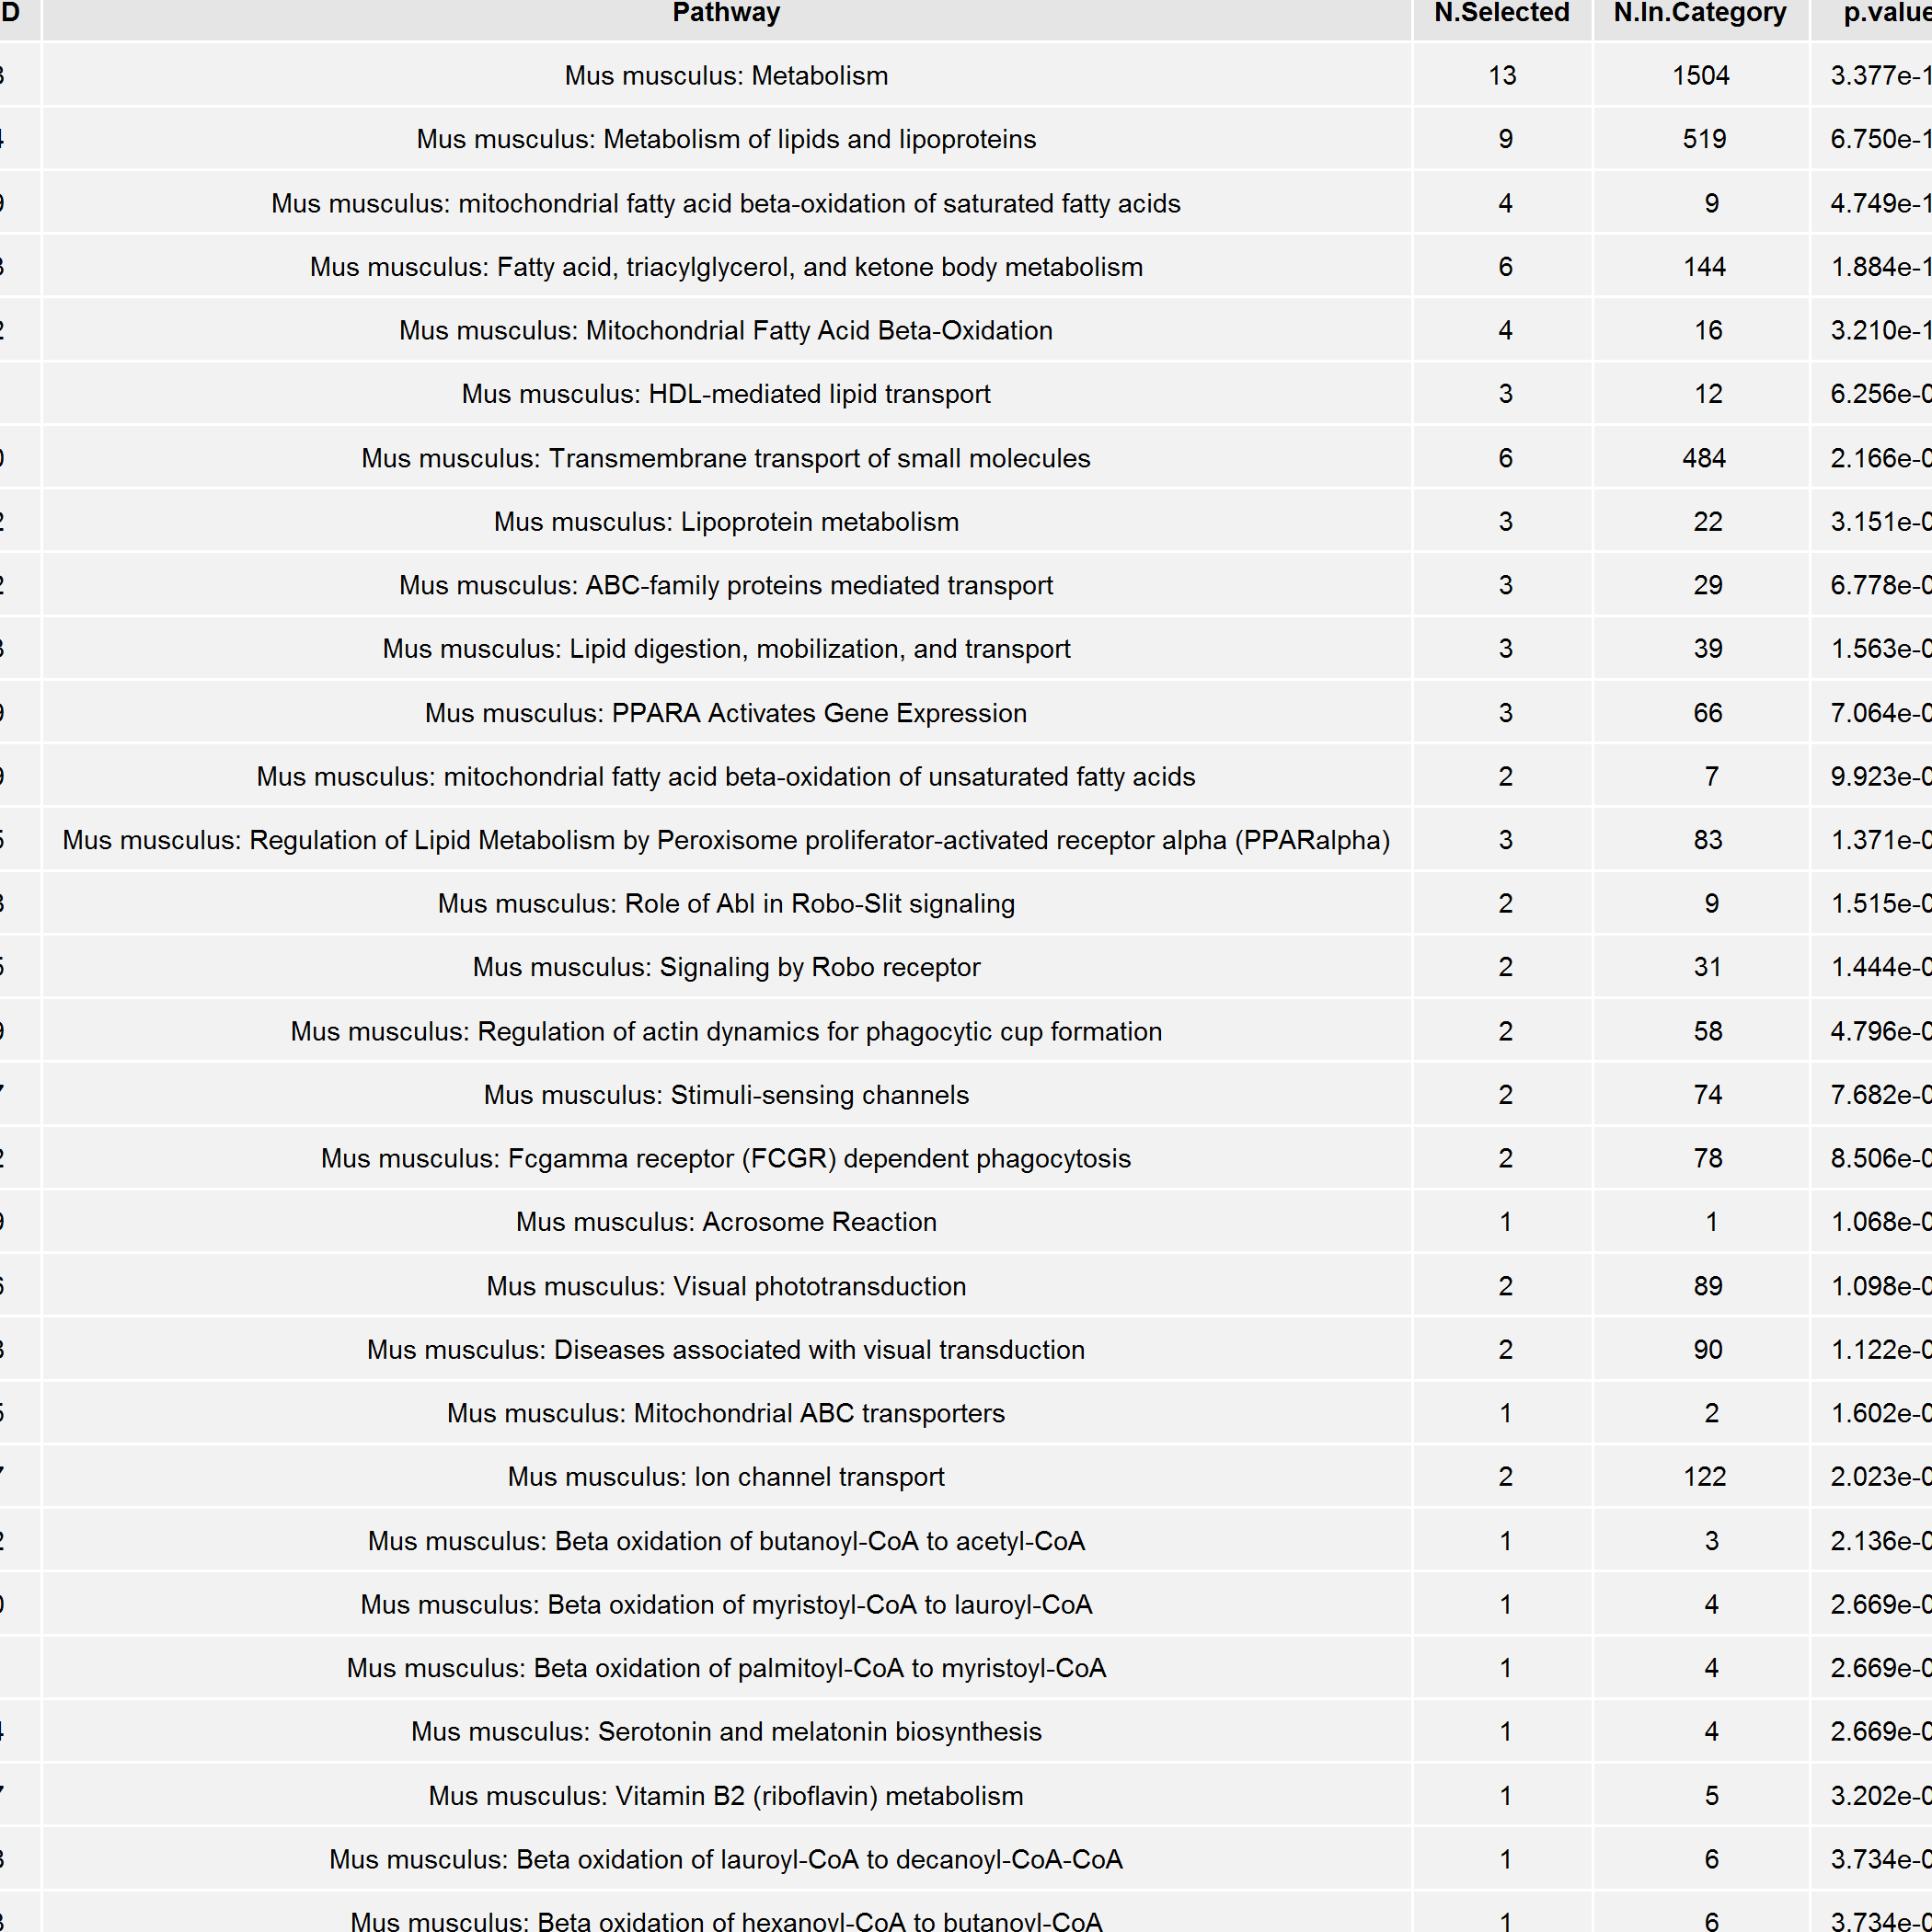 D Pathway N.Selected N.In.Category p.value
3 Mus musculus: Metabolism 13 1504 3.377e-1
4 Mus musculus: Metabolism of lipids and lipoproteins 9 519 6.750e-1
9 Mus musculus: mitochondrial fatty acid beta-oxidation of saturated fatty acids 4 9 4.749e-1
3 Mus musculus: Fatty acid, triacylglycerol, and ketone body metabolism 6 144 1.884e-1
2 Mus musculus: Mitochondrial Fatty Acid Beta-Oxidation 4 16 3.210e-1
Mus musculus: HDL-mediated lipid transport 3 12 6.256e-0
0 Mus musculus: Transmembrane transport of small molecules 6 484 2.166e-0
2 Mus musculus: Lipoprotein metabolism 3 22 3.151e-0
2 Mus musculus: ABC-family proteins mediated transport 3 29 6.778e-0
3 Mus musculus: Lipid digestion, mobilization, and transport 3 39 1.563e-0
9 Mus musculus: PPARA Activates Gene Expression 3 66 7.064e-0
9 Mus musculus: mitochondrial fatty acid beta-oxidation of unsaturated fatty acids 2 7 9.923e-0
5 Mus musculus: Regulation of Lipid Metabolism by Peroxisome proliferator-activated receptor alpha (PPARalpha) 3 83 1.371e-0
3 Mus musculus: Role of Abl in Robo-Slit signaling 2 9 1.515e-0
5 Mus musculus: Signaling by Robo receptor 2 31 1.444e-0
9 Mus musculus: Regulation of actin dynamics for phagocytic cup formation 2 58 4.796e-0
7 Mus musculus: Stimuli-sensing channels 2 74 7.682e-0
2 Mus musculus: Fcgamma receptor (FCGR) dependent phagocytosis 2 78 8.506e-0
9 Mus musculus: Acrosome Reaction 1 1 1.068e-0
6 Mus musculus: Visual phototransduction 2 89 1.098e-0
3 Mus musculus: Diseases associated with visual transduction 2 90 1.122e-0
5 Mus musculus: Mitochondrial ABC transporters 1 2 1.602e-0
7 Mus musculus: Ion channel transport 2 122 2.023e-0
2 Mus musculus: Beta oxidation of butanoyl-CoA to acetyl-CoA 1 3 2.136e-0
0 Mus musculus: Beta oxidation of myristoyl-CoA to lauroyl-CoA 1 4 2.669e-0
Mus musculus: Beta oxidation of palmitoyl-CoA to myristoyl-CoA 1 4 2.669e-0
4 Mus musculus: Serotonin and melatonin biosynthesis 1 4 2.669e-0
7 Mus musculus: Vitamin B2 (riboflavin) metabolism 1 5 3.202e-0
3 Mus musculus: Beta oxidation of lauroyl-CoA to decanoyl-CoA-CoA 1 6 3.734e-0
3 Mus musculus: Beta oxidation of hexanoyl-CoA to butanoyl-CoA 1 6 3.734e-0